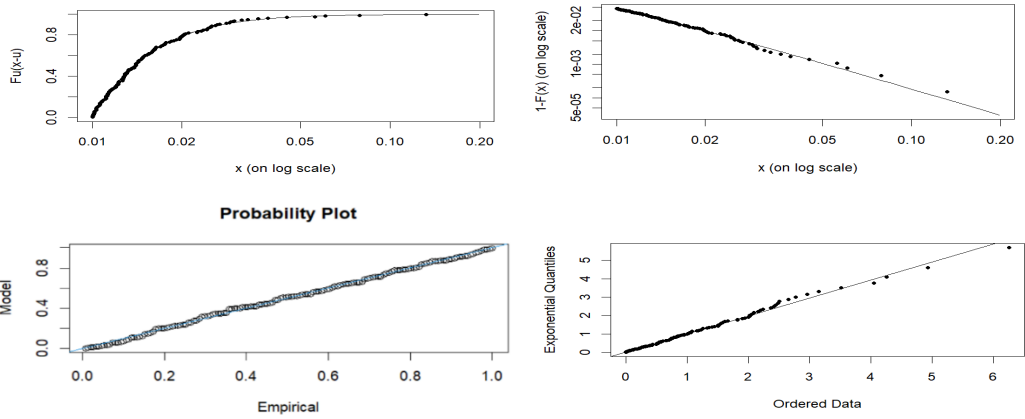 Fu(x-u)
0.0 0.4 0.8
0.01 0.02 0.05 0.10 0.20
x (on log scale)
1-F(x) (on log scale)
5e-05 1e-03 2e-02
0.01 0.02 0.05 0.10 0.20
x (on log scale)
Probability Plot
Model
0.0 0.4 0.8
0.0 0.2 0.4 0.6 0.8 1.0
Empirical
Exponential Quantiles
0 1 2 3 4 5
0 1 2 3 4 5 6
Ordered Data